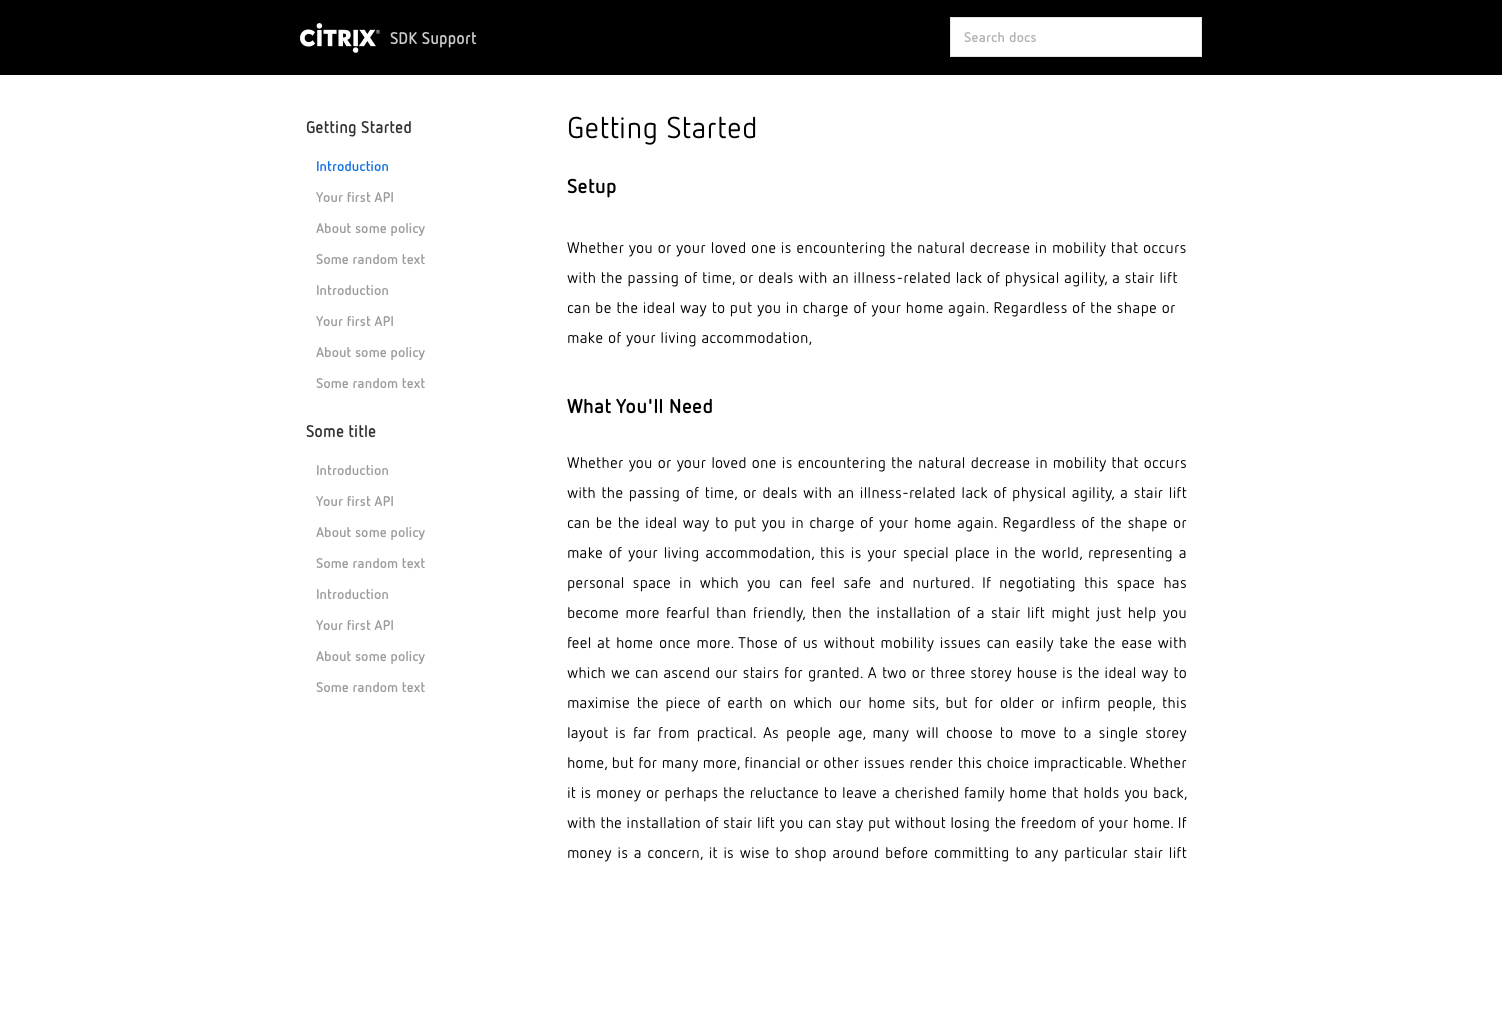 CITRIX® SDK Support
Search docs
Getting Started
Introduction
Your first API
About some policy
Some random text
Introduction
Your first API
About some policy
Some random text
Some title
Introduction
Your first API
About some policy
Some random text
Introduction
Your first API
About some policy
Some random text
Getting Started
Setup
Whether you or your loved one is encountering the natural decrease in mobility that occurs
with the passing of time, or deals with an illness-related lack of physical agility, a stair lift
can be the ideal way to put you in charge of your home again. Regardless of the shape or
make of your living accommodation,
What You'll Need
Whether you or your loved one is encountering the natural decrease in mobility that occurs
with the passing of time, or deals with an illness-related lack of physical agility, a stair lift
can be the ideal way to put you in charge of your home again. Regardless of the shape or
make of your living accommodation, this is your special place in the world, representing a
personal space in which you can feel safe and nurtured. If negotiating this space has
become more fearful than friendly, then the installation of a stair lift might just help you
feel at home once more. Those of us without mobility issues can easily take the ease with
which we can ascend our stairs for granted. A two or three storey house is the ideal way to
maximise the piece of earth on which our home sits, but for older or infirm people, this
layout is far from practical. As people age, many will choose to move to a single storey
home, but for many more, financial or other issues render this choice impracticable. Whether
it is money or perhaps the reluctance to leave a cherished family home that holds you back,
with the installation of stair lift you can stay put without losing the freedom of your home. If
money is a concern, it is wise to shop around before committing to any particular stair lift